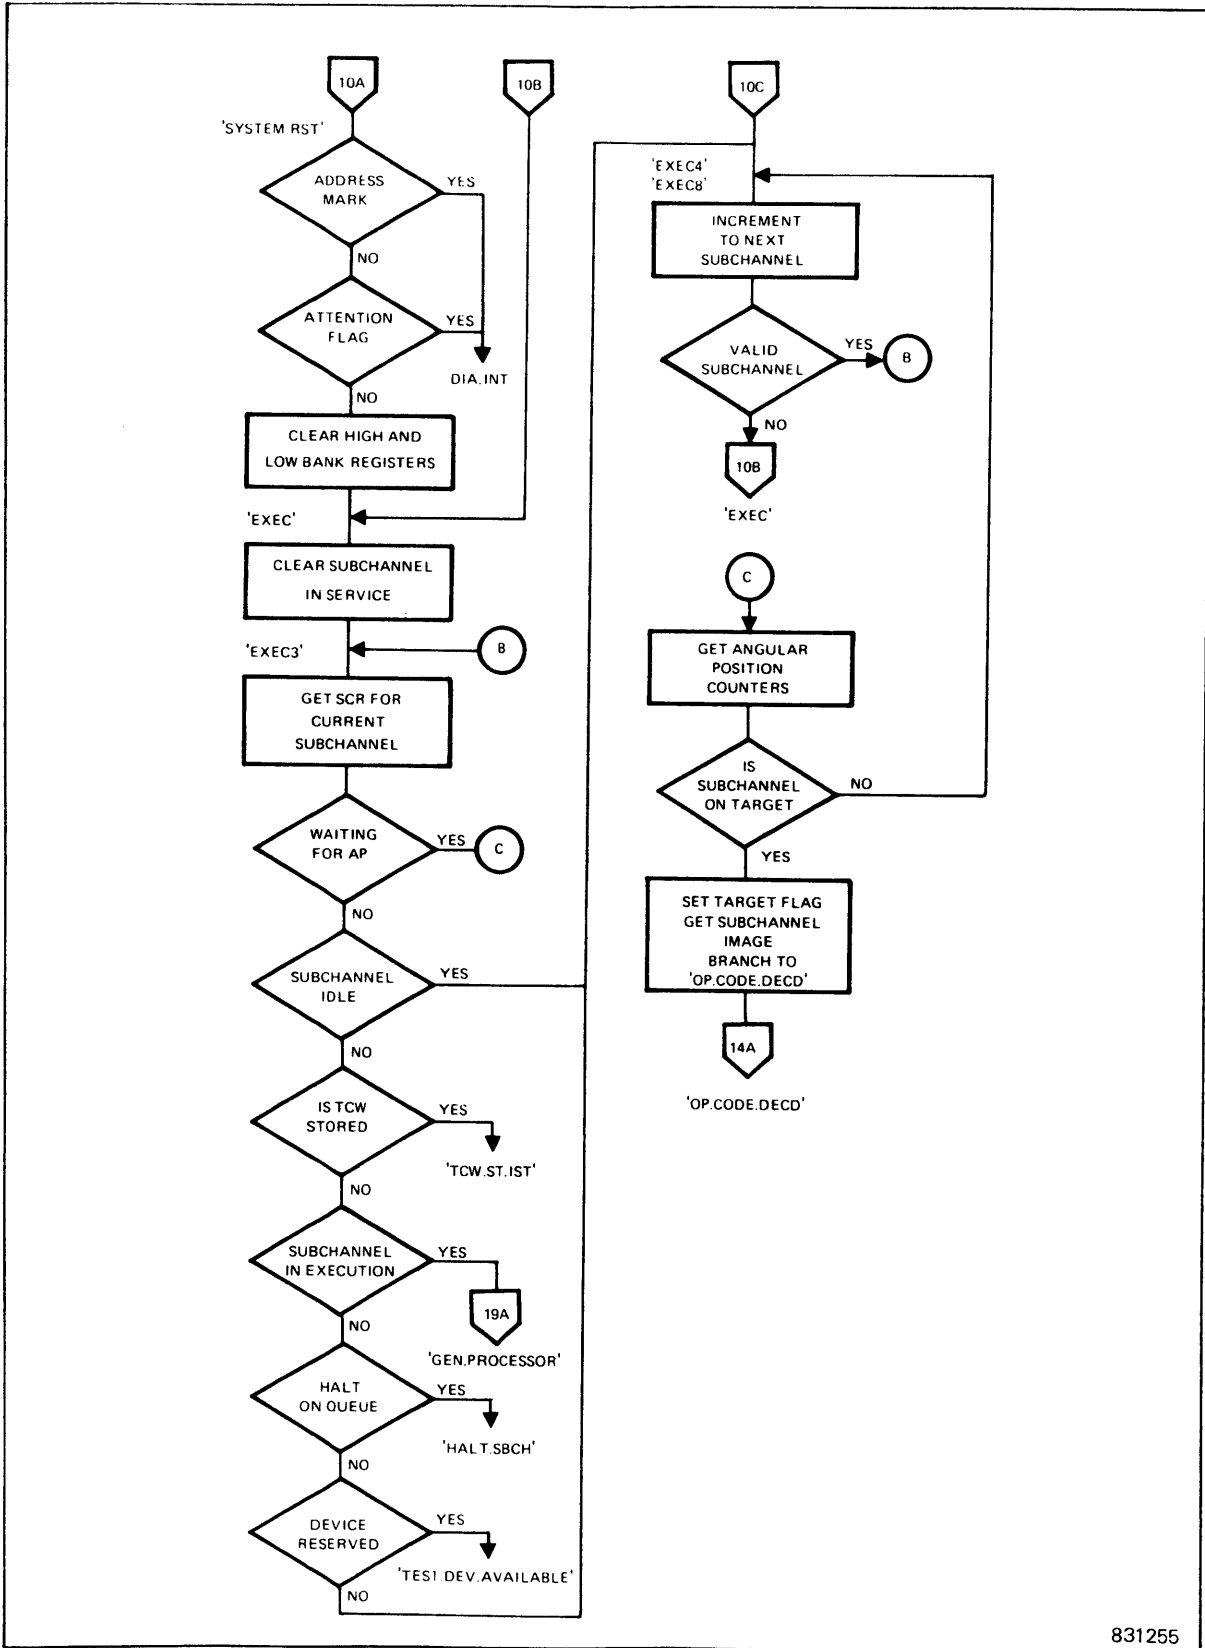 10A
'SYSTEM RST'
ADDRESS
MARK
YES
NO
ATTENTION
FLAG
YES
DIA.INT
NO
CLEAR HIGH AND
LOW BANK REGISTERS
10B
'EXEC'
CLEAR SUBCHANNEL
IN SERVICE
'EXEC3'
B
GET SCR FOR
CURRENT
SUBCHANNEL
WAITING
FOR AP
YES
C
NO
SUBCHANNEL
IDLE
YES
NO
IS TCW
STORED
YES
'TCW.ST.IST'
NO
SUBCHANNEL
IN EXECUTION
YES
19A
'GEN.PROCESSOR'
NO
HALT
ON QUEUE
YES
'HALT.SBCH'
NO
DEVICE
RESERVED
YES
'TEST.DEV.AVAILABLE'
NO
10C
'EXEC4'
'EXEC8'
INCREMENT
TO NEXT
SUBCHANNEL
VALID
SUBCHANNEL
YES
B
NO
10B
'EXEC'
C
GET ANGULAR
POSITION
COUNTERS
IS
SUBCHANNEL
ON TARGET
NO
YES
SET TARGET FLAG
GET SUBCHANNEL
IMAGE
BRANCH TO
'OP.CODE.DECD'
14A
'OP.CODE.DECD'
831255